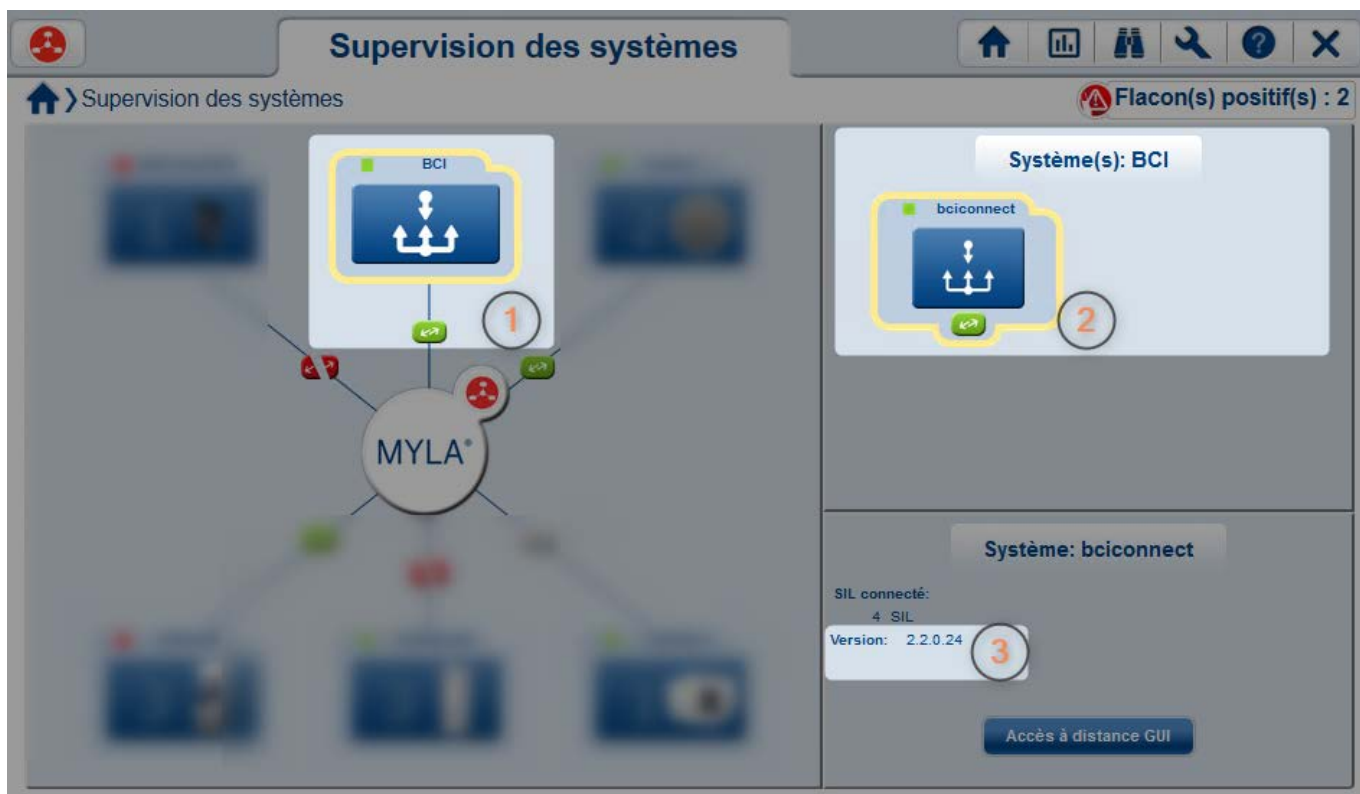 Supervision des systèmes
Supervision des systèmes
Flacon(s) positif(s) : 2
BCI
1
MYLA®
Système(s): BCI
bciconnect
2
Système: bciconnect
SIL connecté:
4 SIL
Version: 2.2.0.24
3
Accès à distance GUI